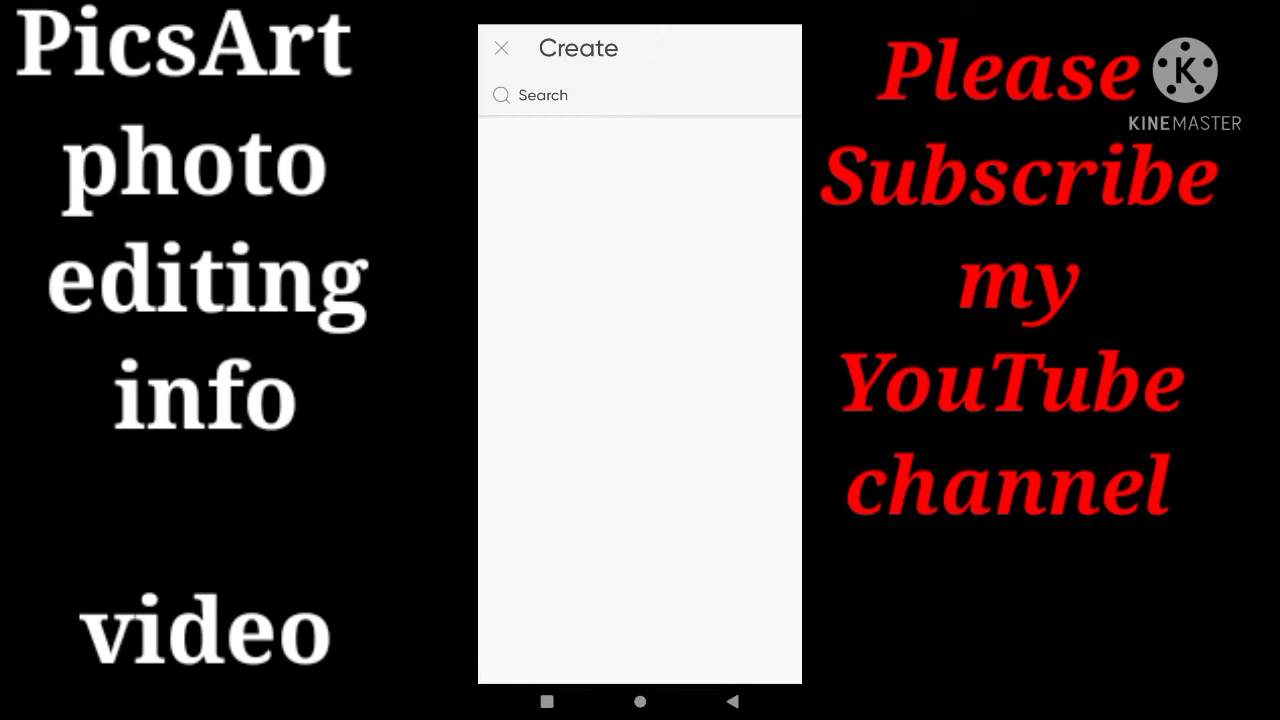 PicsArt
photo
editing
info
video
Create
Search
Please
Subscribe
my
YouTube
channel
K
KINEMASTER